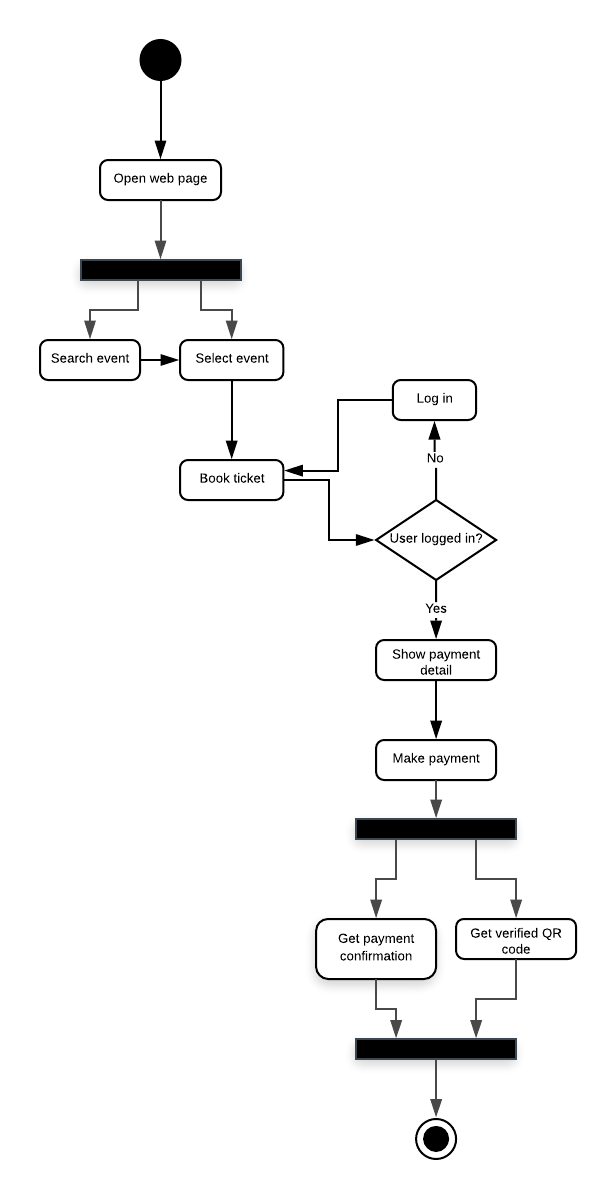 Open web page
Search event
Select event
Log in
No
Book ticket
User logged in?
Yes
Show payment
detail
Make payment
Get payment
confirmation
Get verified QR
code